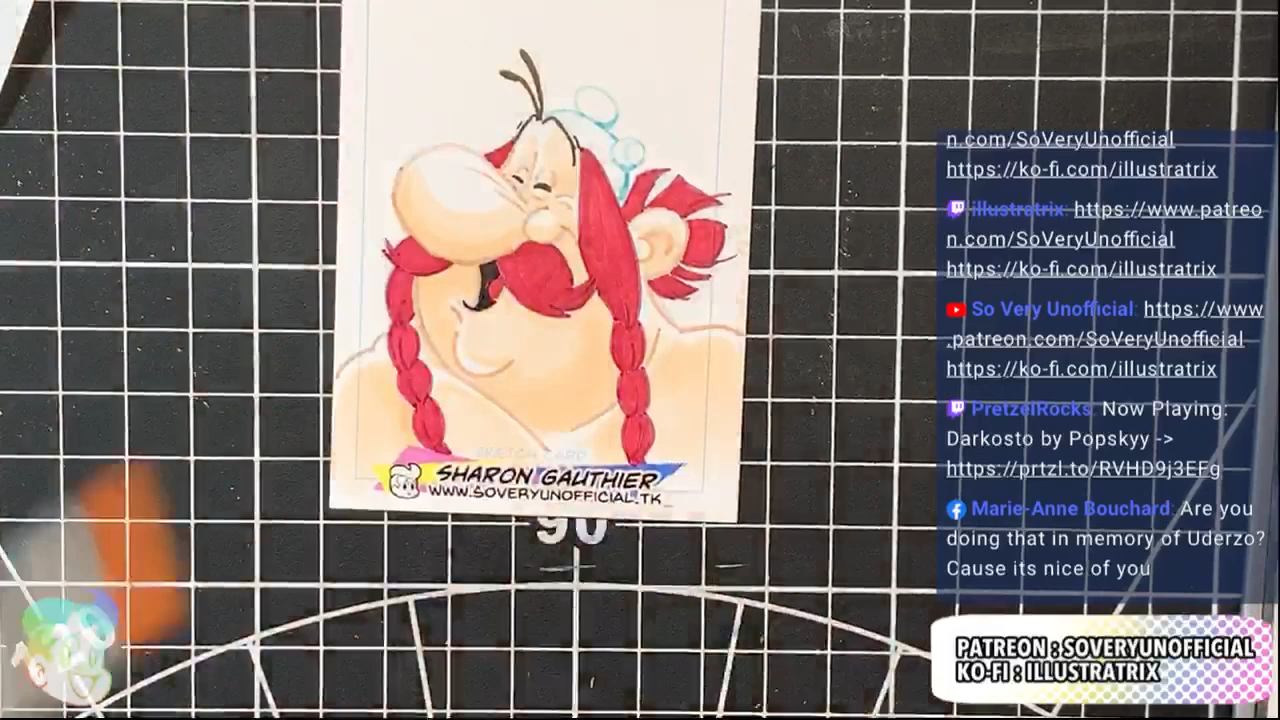 SKETCH CARD
SHARON GAUTHIER
WWW.SOVERYUNOFFICIAL.TK
90
n.com/SoVeryUnofficial
https://ko-fi.com/illustratrix
illustratrix: https://www.patreo
n.com/SoVeryUnofficial
https://ko-fi.com/illustratrix
So Very Unofficial: https://www
.patreon.com/SoVeryUnofficial
https://ko-fi.com/illustratrix
PretzelRocks: Now Playing:
Darkosto by Popskyy ->
https://prtzl.to/RVHD9j3EFg
Marie-Anne Bouchard: Are you
doing that in memory of Uderzo?
Cause its nice of you
PATREON : SOVERYUNOFFICIAL
KO-FI : ILLUSTRATRIX